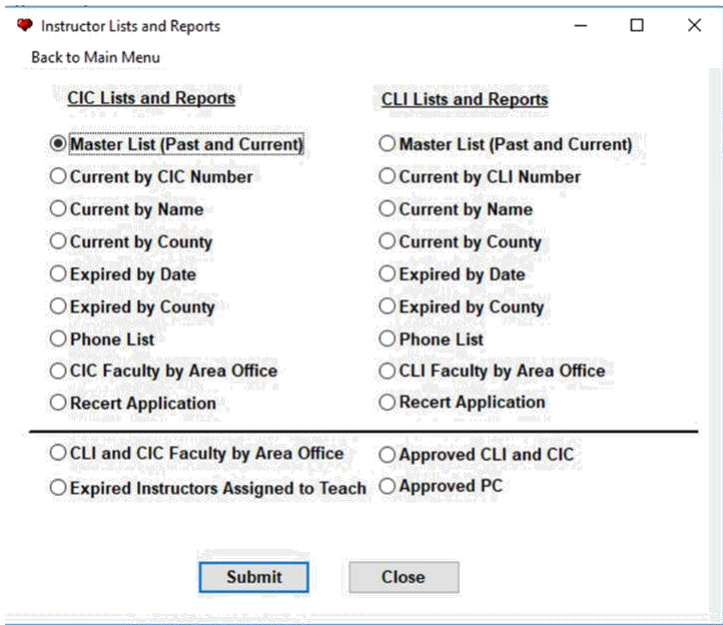 Instructor Lists and Reports
Back to Main Menu
CIC Lists and Reports
Master List (Past and Current)
Current by CIC Number
Current by Name
Current by County
Expired by Date
Expired by County
Phone List
CIC Faculty by Area Office
Recert Application
CLI Lists and Reports
Master List (Past and Current)
Current by CLI Number
Current by Name
Current by County
Expired by Date
Expired by County
Phone List
CLI Faculty by Area Office
Recert Application
CLI and CIC Faculty by Area Office
Expired Instructors Assigned to Teach
Approved CLI and CIC
Approved PC
Submit
Close